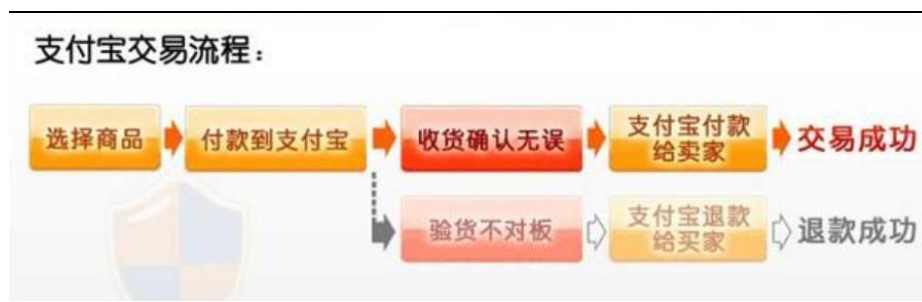 支付宝交易流程：
选择商品
付款到支付宝
收货确认无误
支付宝付款
给卖家
交易成功
验货不对板
支付宝退款
给买家
退款成功